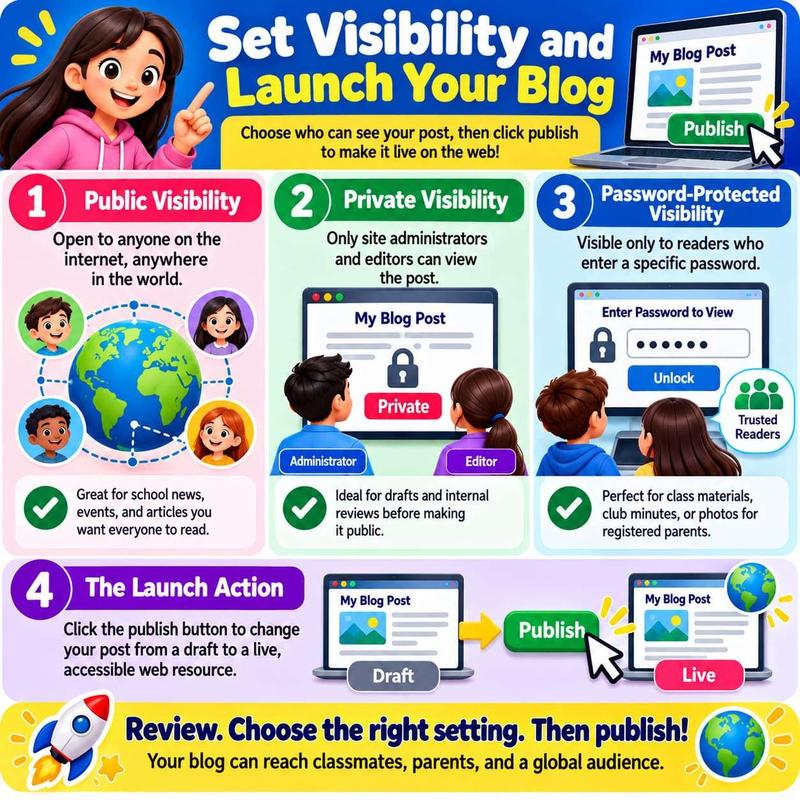 Set Visibility and
Launch Your Blog
Choose who can see your post, then click publish
to make it live on the web!
My Blog Post
Publish
1 Public Visibility
Open to anyone on the
internet, anywhere
in the world.
Great for school news,
events, and articles you
want everyone to read.
2 Private Visibility
Only site administrators
and editors can view
the post.
My Blog Post
Private
Administrator
Editor
Ideal for drafts and internal
reviews before making
it public.
3 Password-Protected
Visibility
Visible only to readers who
enter a specific password.
Enter Password to View
Unlock
Trusted
Readers
Perfect for class materials,
club minutes, or photos for
registered parents.
4 The Launch Action
Click the publish button to change
your post from a draft to a live,
accessible web resource.
My Blog Post
Draft
Publish
My Blog Post
Live
Review. Choose the right setting. Then publish!
Your blog can reach classmates, parents, and a global audience.